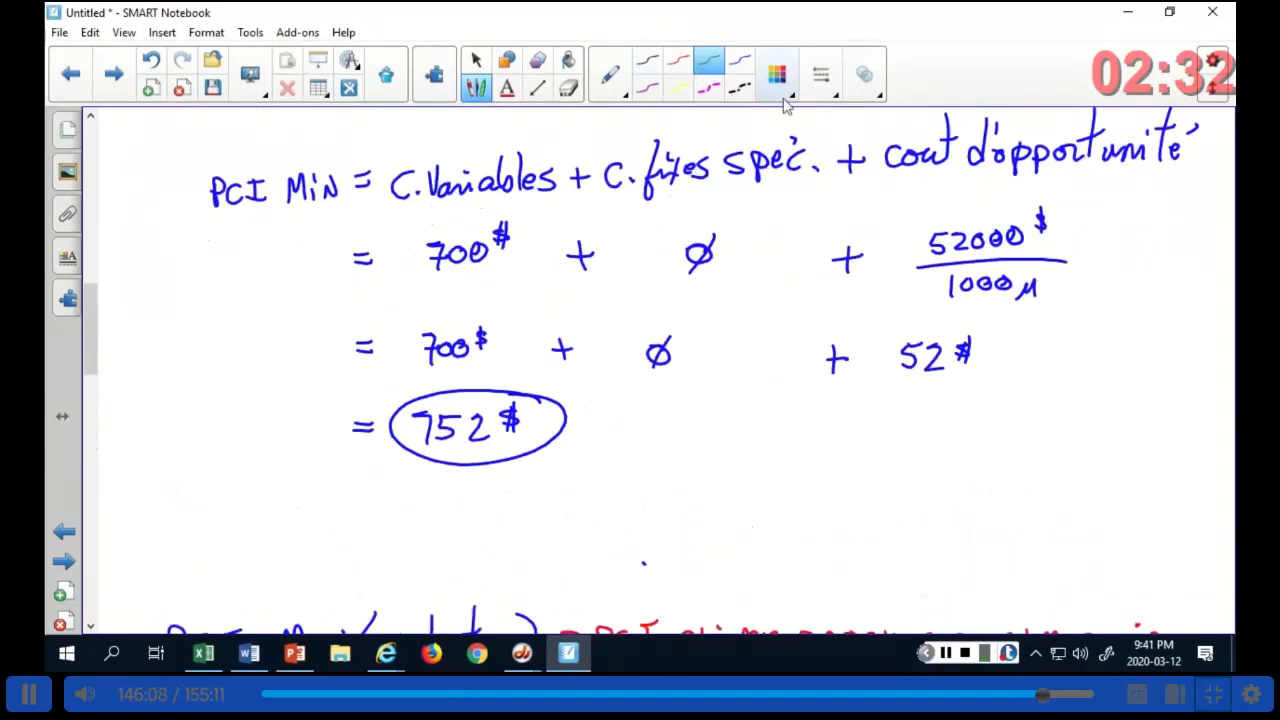 Untitled * - SMART Notebook
File Edit View Insert Format Tools Add-ons Help
02:32
PCI Min = C.Variables + C.fixes spéc. + cout d'opportunité
= 700$ + ø + 52000$
1000 u
= 700$ + ø + 52$
= 752$
9:41 PM
2020-03-12
146:08 / 155:11